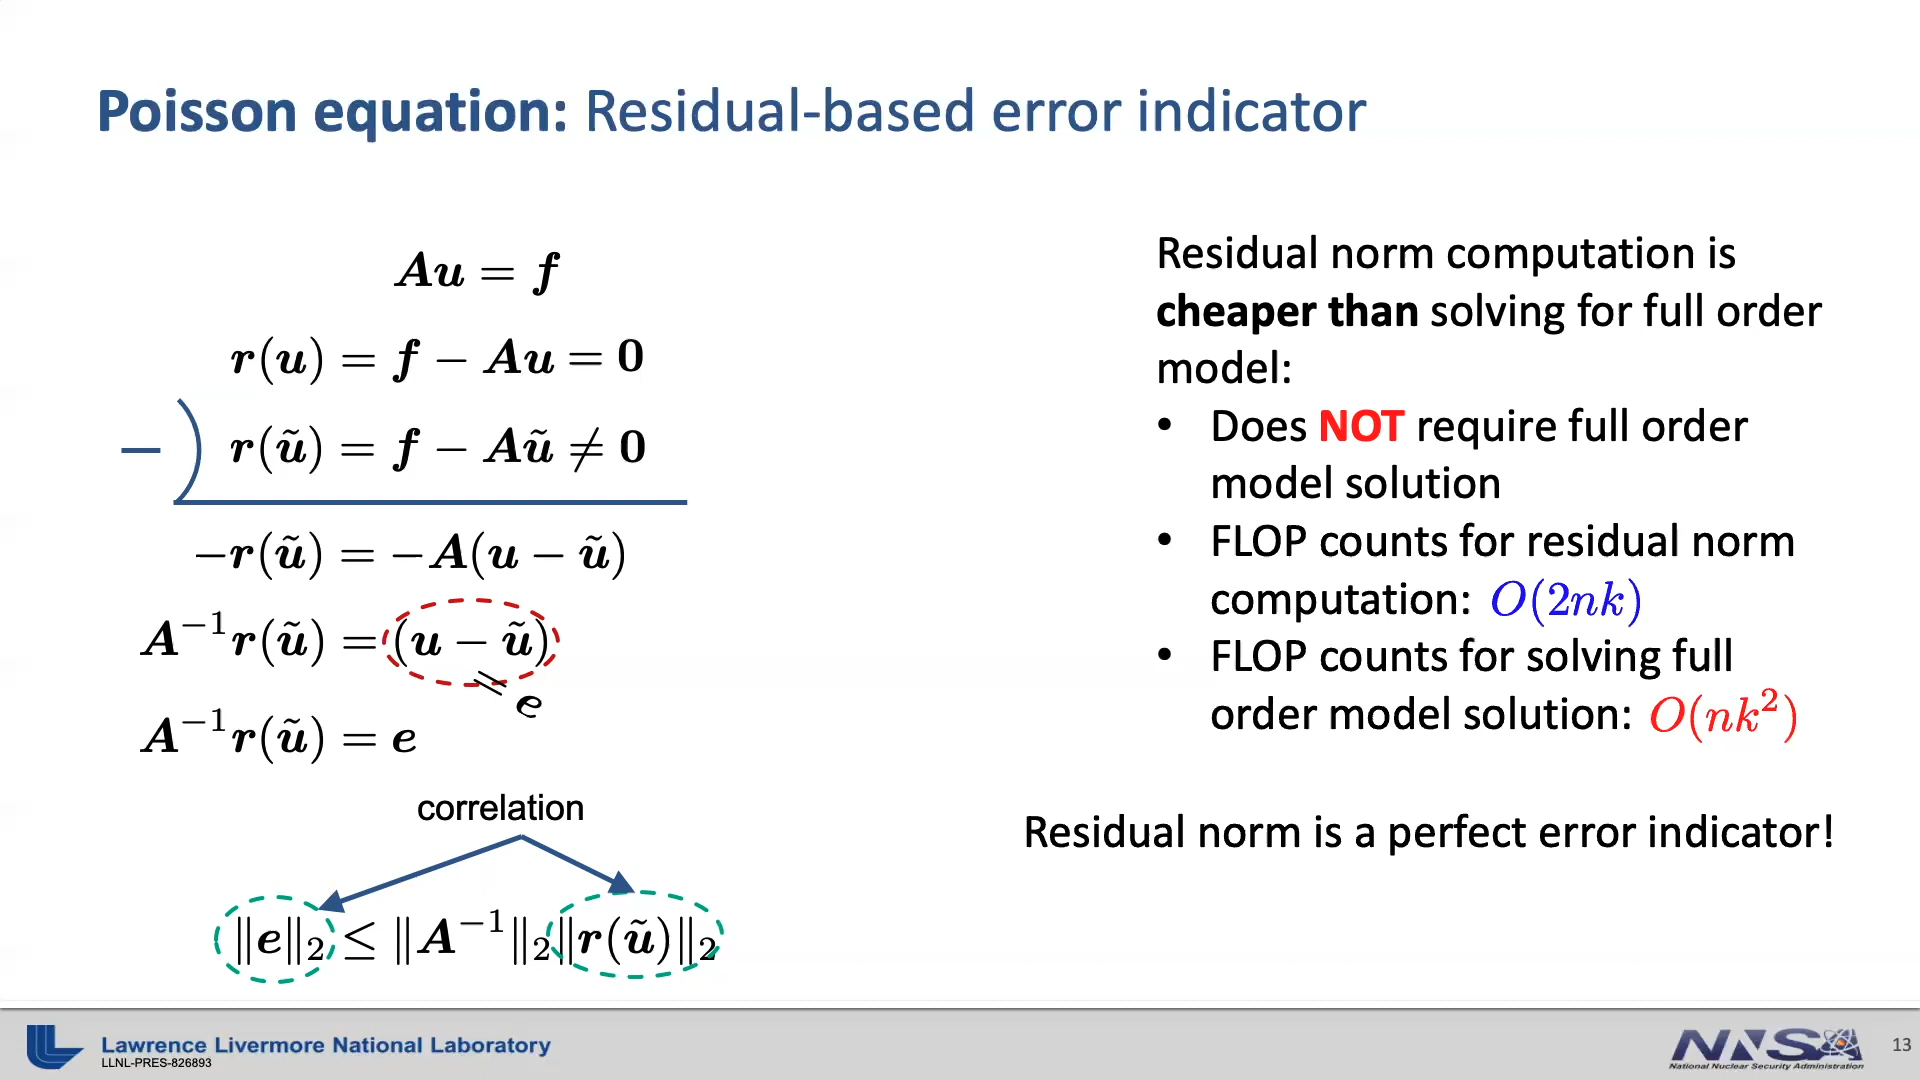 Poisson equation: Residual-based error indicator
Au = f
r(u) = f − Au = 0
− ) r(ũ) = f − Aũ ≠ 0
−r(ũ) = −A(u − ũ)
A⁻¹r(ũ) = (u − ũ)
= e
A⁻¹r(ũ) = e
correlation
‖e‖₂ ≤ ‖A⁻¹‖₂‖r(ũ)‖₂
Residual norm computation is
cheaper than solving for full order
model:
• Does NOT require full order
model solution
• FLOP counts for residual norm
computation: O(2nk)
• FLOP counts for solving full
order model solution: O(nk²)
Residual norm is a perfect error indicator!
Lawrence Livermore National Laboratory
LLNL-PRES-826893
NNSA
National Nuclear Security Administration
13